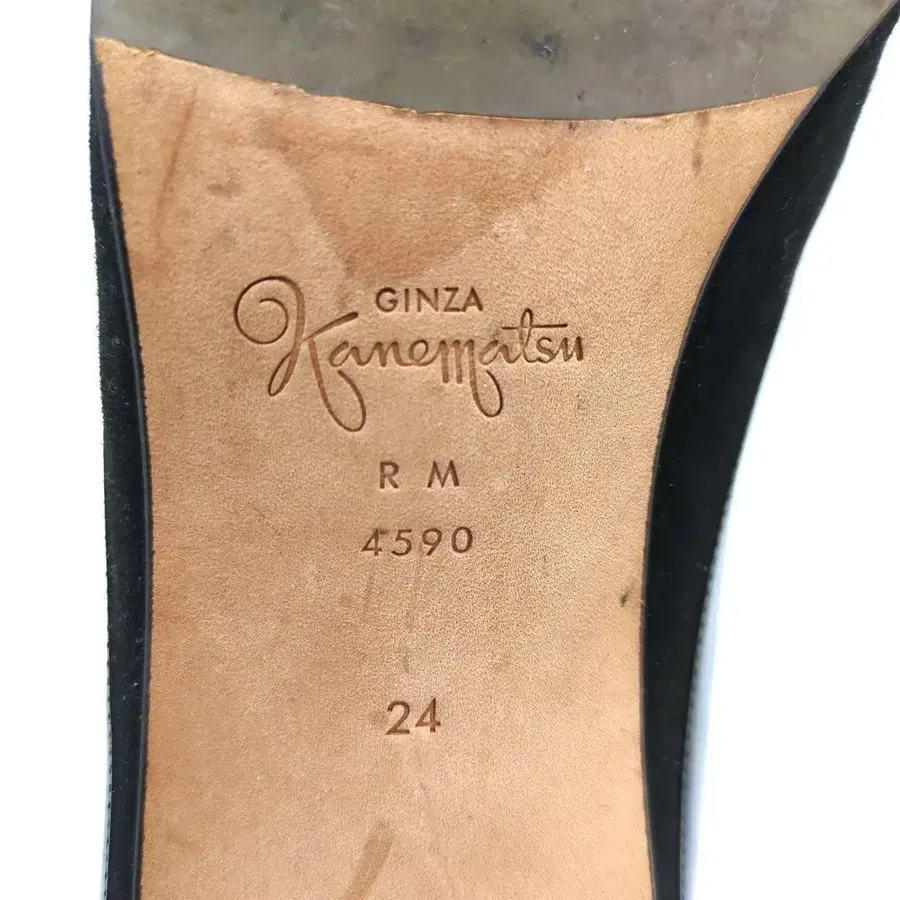 GINZA
Kanematsu
R M
4590
24